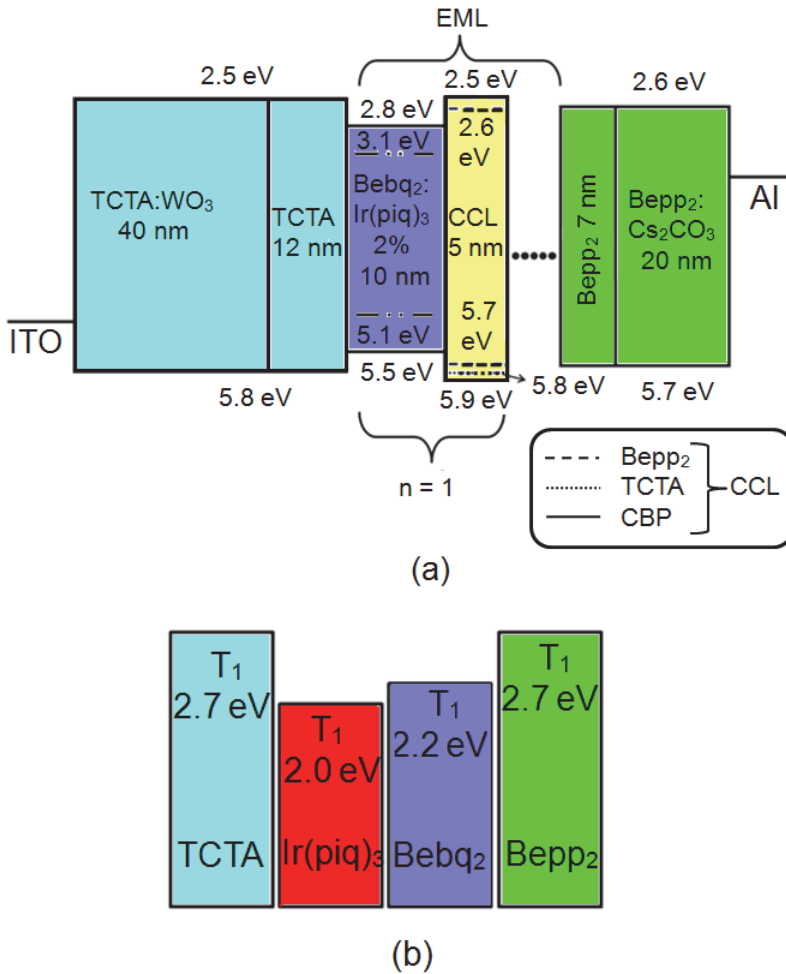 EML
2.5 eV
2.8 eV
2.5 eV
2.6 eV
3.1 eV
2.6
eV
TCTA:WO₃
40 nm
TCTA
12 nm
Bebq₂:
Ir(piq)₃
2%
10 nm
CCL
5 nm
Bepp₂ 7 nm
Bepp₂:
Cs₂CO₃
20 nm
Al
ITO
5.7
eV
5.1 eV
5.8 eV
5.5 eV
5.9 eV
5.8 eV
5.7 eV
n = 1
Bepp₂
TCTA
CBP
CCL
(a)
T₁
2.7 eV
TCTA
T₁
2.0 eV
Ir(piq)₃
T₁
2.2 eV
Bebq₂
T₁
2.7 eV
Bepp₂
(b)